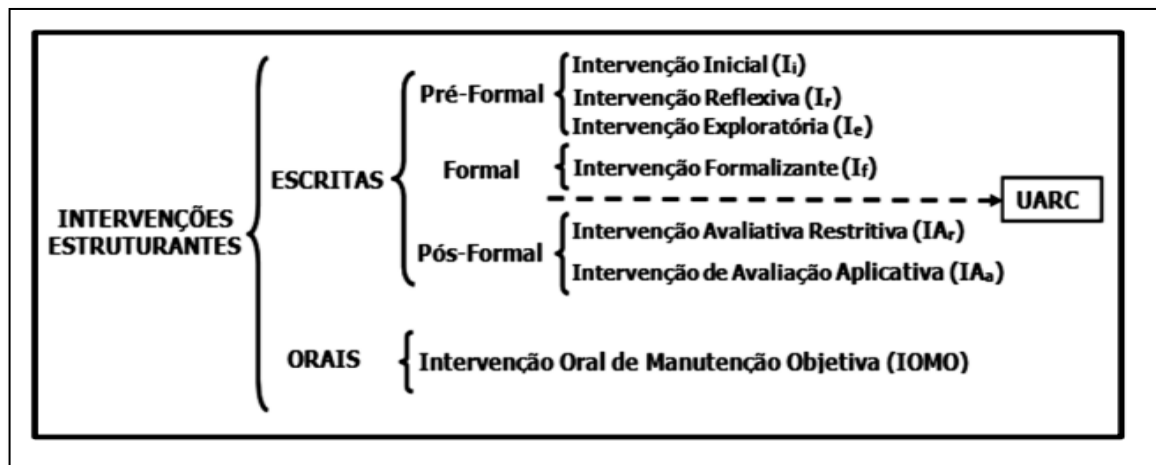 Intervenção Inicial (Iᵢ)
Pré-Formal
Intervenção Reflexiva (Iᵣ)
Intervenção Exploratória (Iₑ)
ESCRITAS
Formal
Intervenção Formalizante (I_f)
UARC
INTERVENÇÕES
ESTRUTURANTES
Intervenção Avaliativa Restritiva (IAᵣ)
Pós-Formal
Intervenção de Avaliação Aplicativa (IAₐ)
ORAIS
Intervenção Oral de Manutenção Objetiva (IOMO)